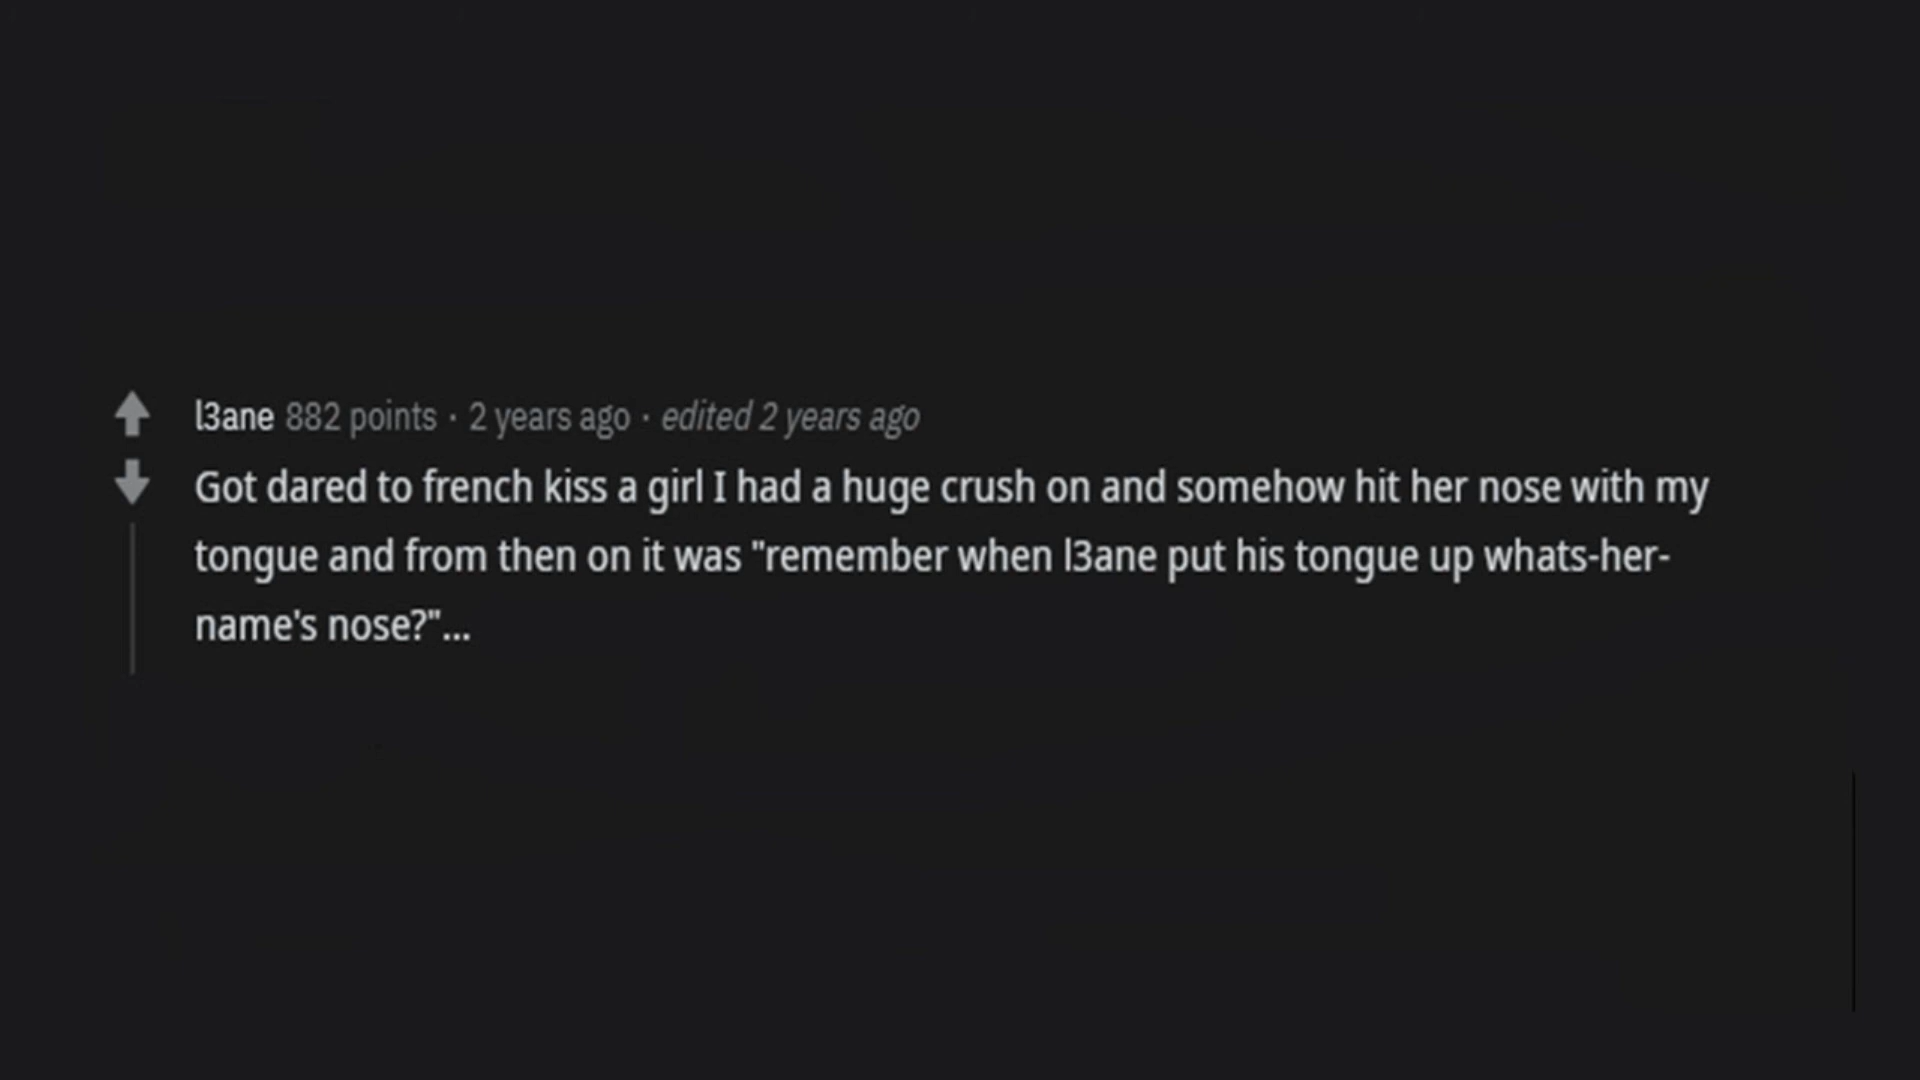 l3ane 882 points · 2 years ago · edited 2 years ago
Got dared to french kiss a girl I had a huge crush on and somehow hit her nose with my
tongue and from then on it was "remember when l3ane put his tongue up whats-her-
name's nose?"...